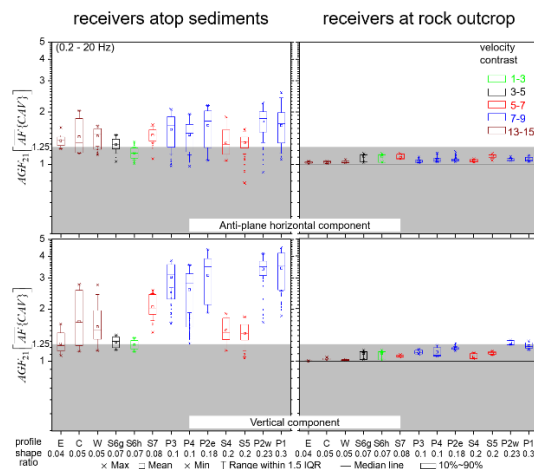 receivers atop sediments receivers at rock outcrop
(0.2 - 20 Hz)
velocity
contrast
1-3
3-5
5-7
7-9
13-15
5
3
2
1.25
1
AGF21[AF{CAV}]
Anti-plane horizontal component
5
3
2
1.25
1
AGF21[AF{CAV}]
Vertical component
profile E C W S6g S6h S7 P3 P4 P2e S4 S5 P2w P1 E C W S6g S6h S7 P3 P4 P2e S4 S5 P2w P1
shape 0.04 0.05 0.04 0.07 0.07 0.08 0.1 0.1 0.18 0.2 0.2 0.23 0.3 0.04 0.05 0.04 0.07 0.07 0.08 0.1 0.1 0.18 0.2 0.2 0.23 0.3
ratio × Max □ Mean × Min Range within 1.5 IQR — Median line 10%~90%